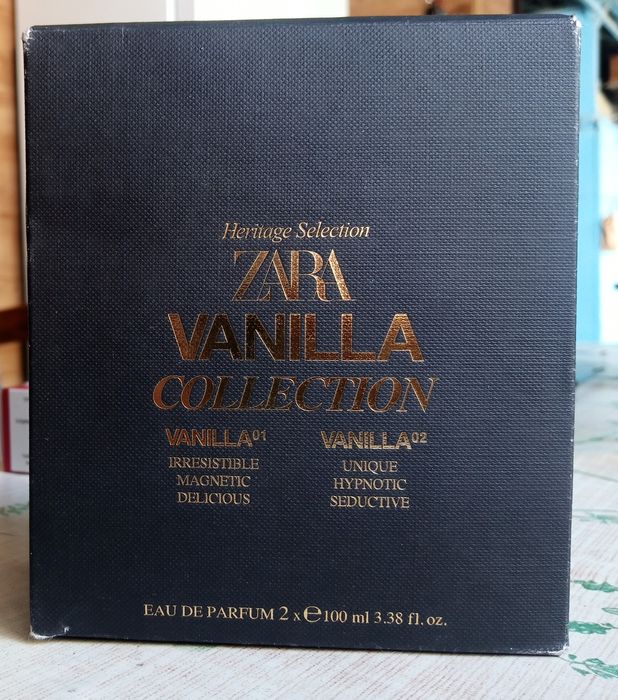 Heritage Selection
ZARA
VANILLA
COLLECTION
VANILLA01 VANILLA02
IRRESISTIBLE UNIQUE
MAGNETIC HYPNOTIC
DELICIOUS SEDUCTIVE
EAU DE PARFUM 2 x ℮100 ml 3.38 fl. oz.